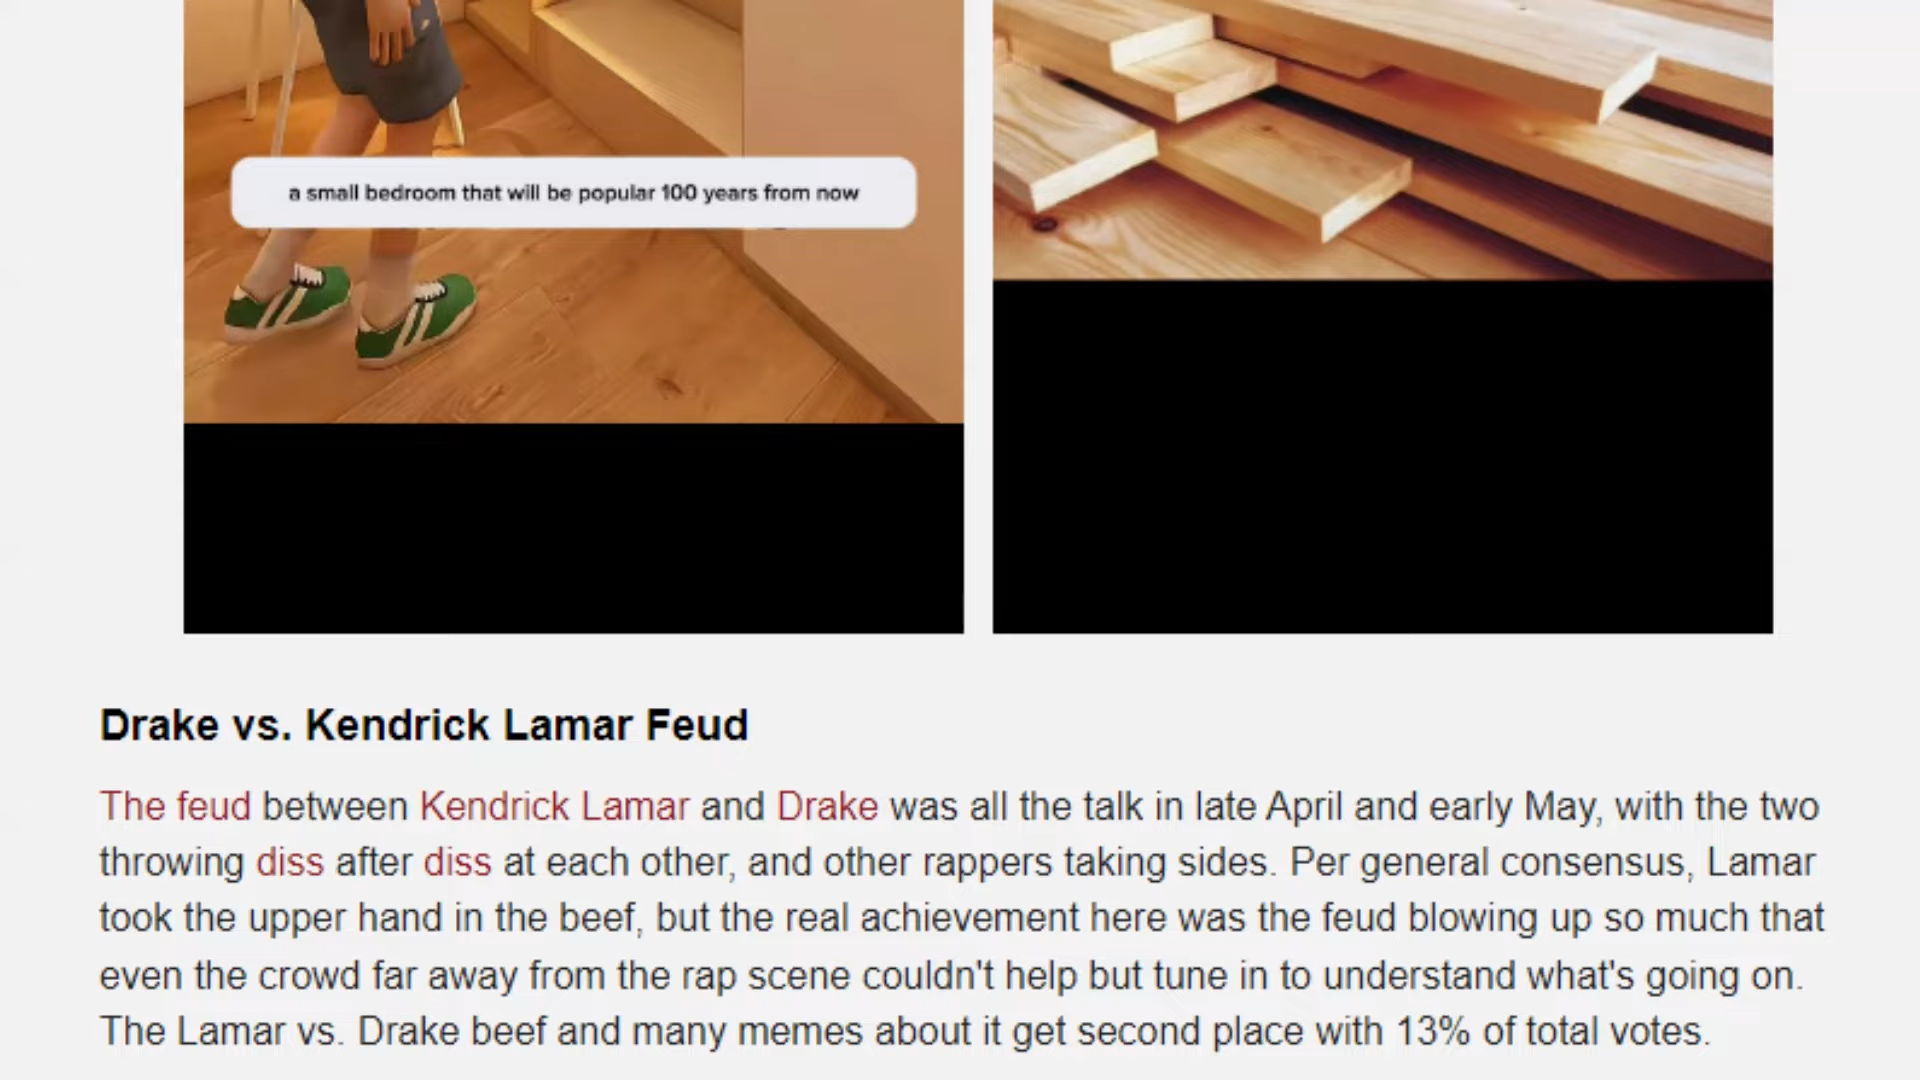 a small bedroom that will be popular 100 years from now
Drake vs. Kendrick Lamar Feud
The feud between Kendrick Lamar and Drake was all the talk in late April and early May, with the two
throwing diss after diss at each other, and other rappers taking sides. Per general consensus, Lamar
took the upper hand in the beef, but the real achievement here was the feud blowing up so much that
even the crowd far away from the rap scene couldn't help but tune in to understand what's going on.
The Lamar vs. Drake beef and many memes about it get second place with 13% of total votes.